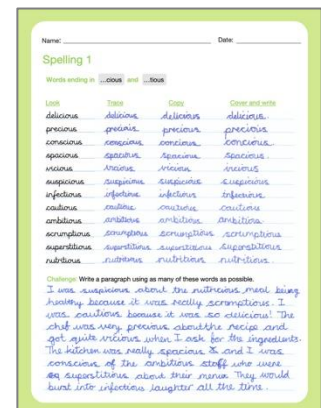 Name: Date:
Spelling 1
Words ending in ...cious and ...tious
Look Trace Copy Cover and write
delicious delicious delicious delicious
precious precious precious precious
conscious conscious concious concious
spacious spacious spacious spacious
vicious vicious vicious vicious
suspicious suspicious suspicious suspicious
infectious infectious infectious infectious
cautious cautious cautious cautious
ambitious ambitious ambitious ambitious
scrumptious scrumptious scrumptious scrumptious
superstitious superstitious superstitious superstitious
nutritious nutritious nutritious nutritious
Challenge: Write a paragraph using as many of these words as possible.
I was suspicious about the nutricious meal being
healthy because it was really scromptious. I
was cautious because it was so delicious! The
chef was very precious about the recipe and
got quite vicious when I ask for the ingredients.
The kitchen was really spacious and I was
conscious of the ambitious staff who were
superstitious about their menus. They would
burst into infectious laughter all the time.